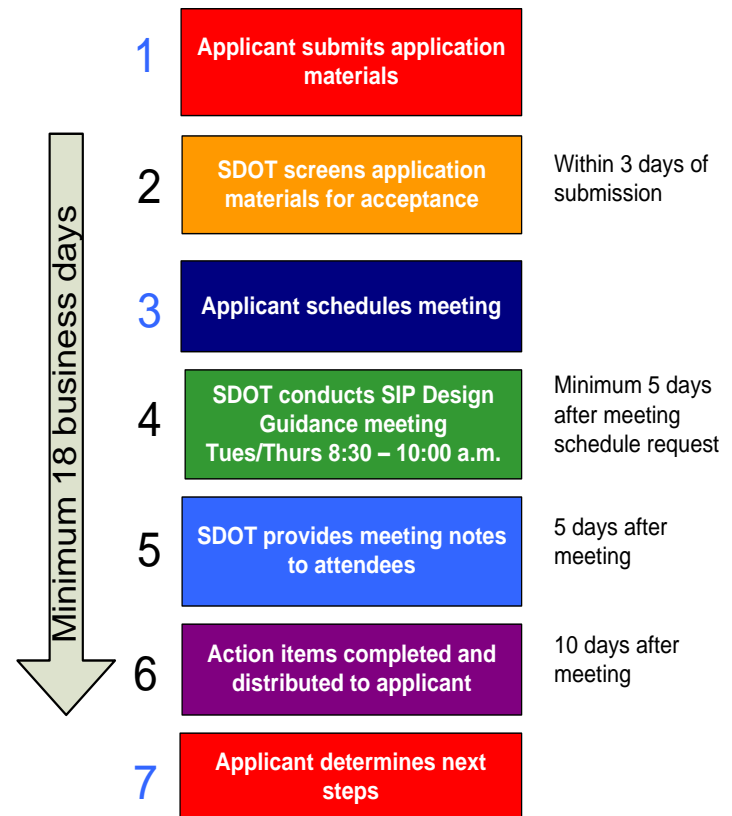 1
Applicant submits application
materials
Minimum 18 business days
2
SDOT screens application
materials for acceptance
Within 3 days of
submission
3
Applicant schedules meeting
4
SDOT conducts SIP Design
Guidance meeting
Tues/Thurs 8:30 – 10:00 a.m.
Minimum 5 days
after meeting
schedule request
5
SDOT provides meeting notes
to attendees
5 days after
meeting
6
Action items completed and
distributed to applicant
10 days after
meeting
7
Applicant determines next
steps